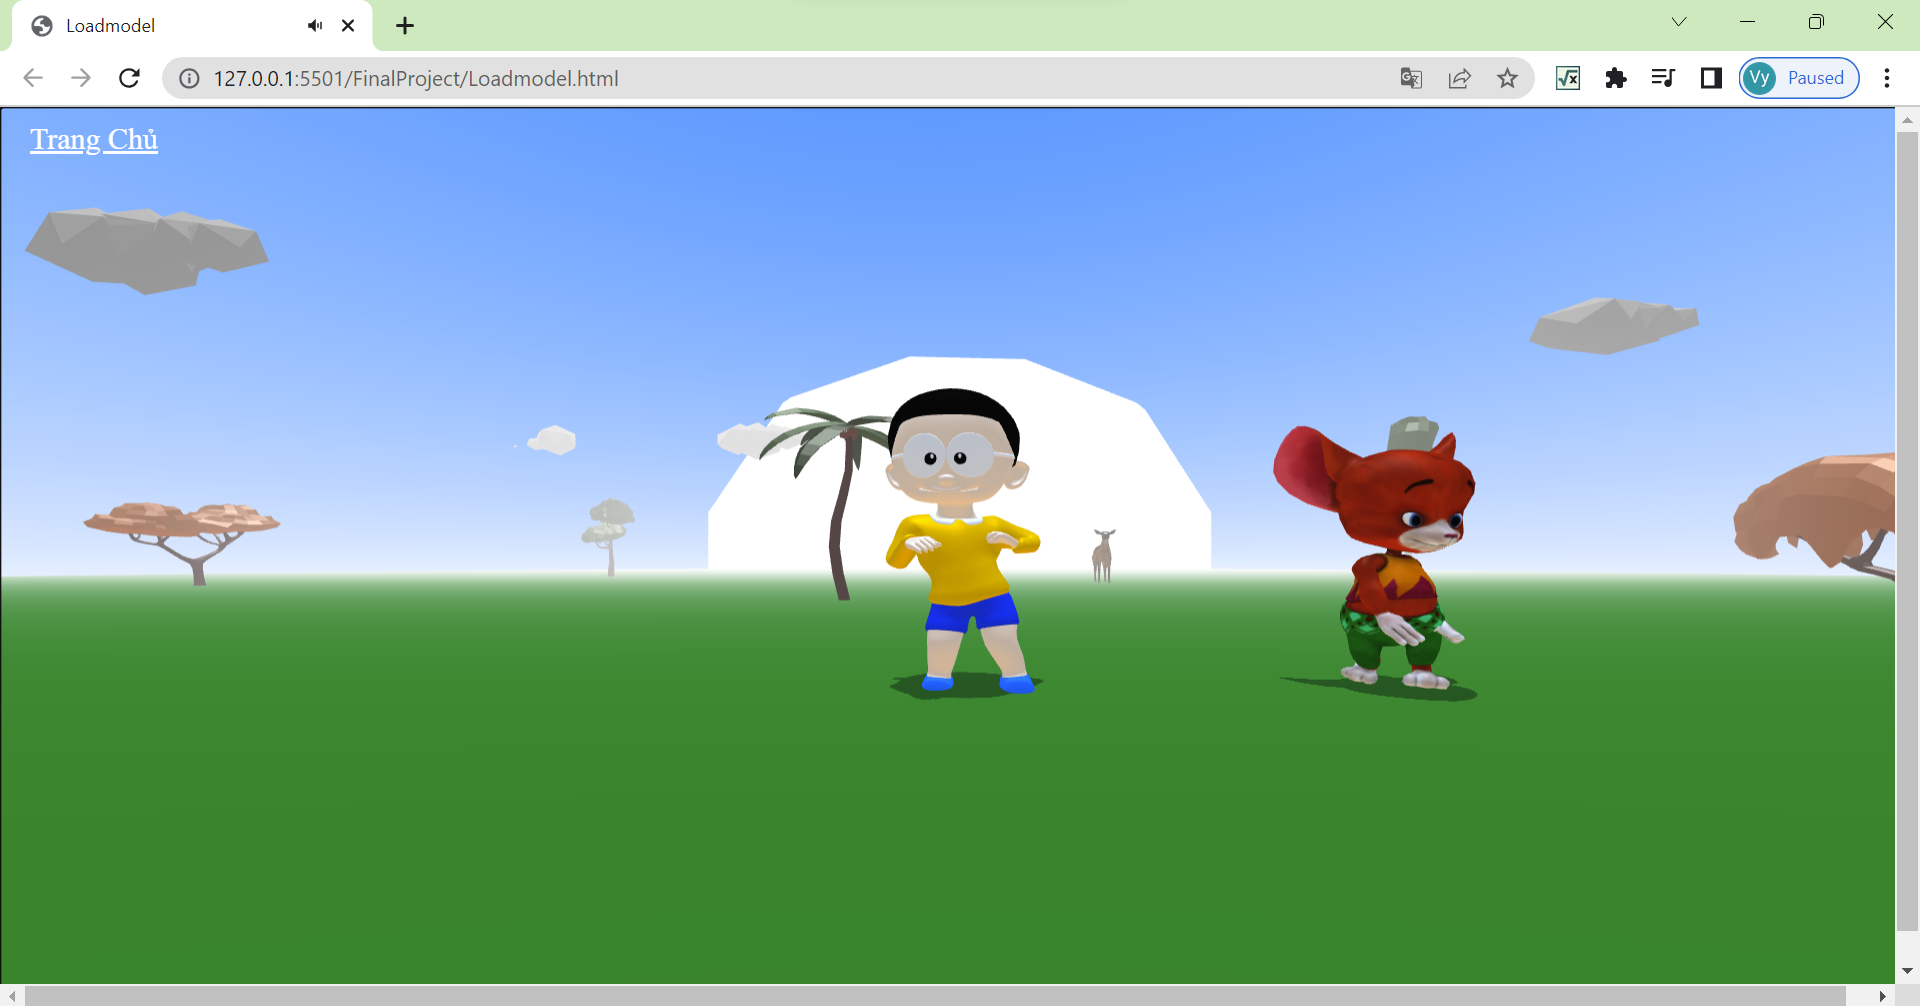 Loadmodel
127.0.0.1:5501/FinalProject/Loadmodel.html
Vy Paused
Trang Chủ